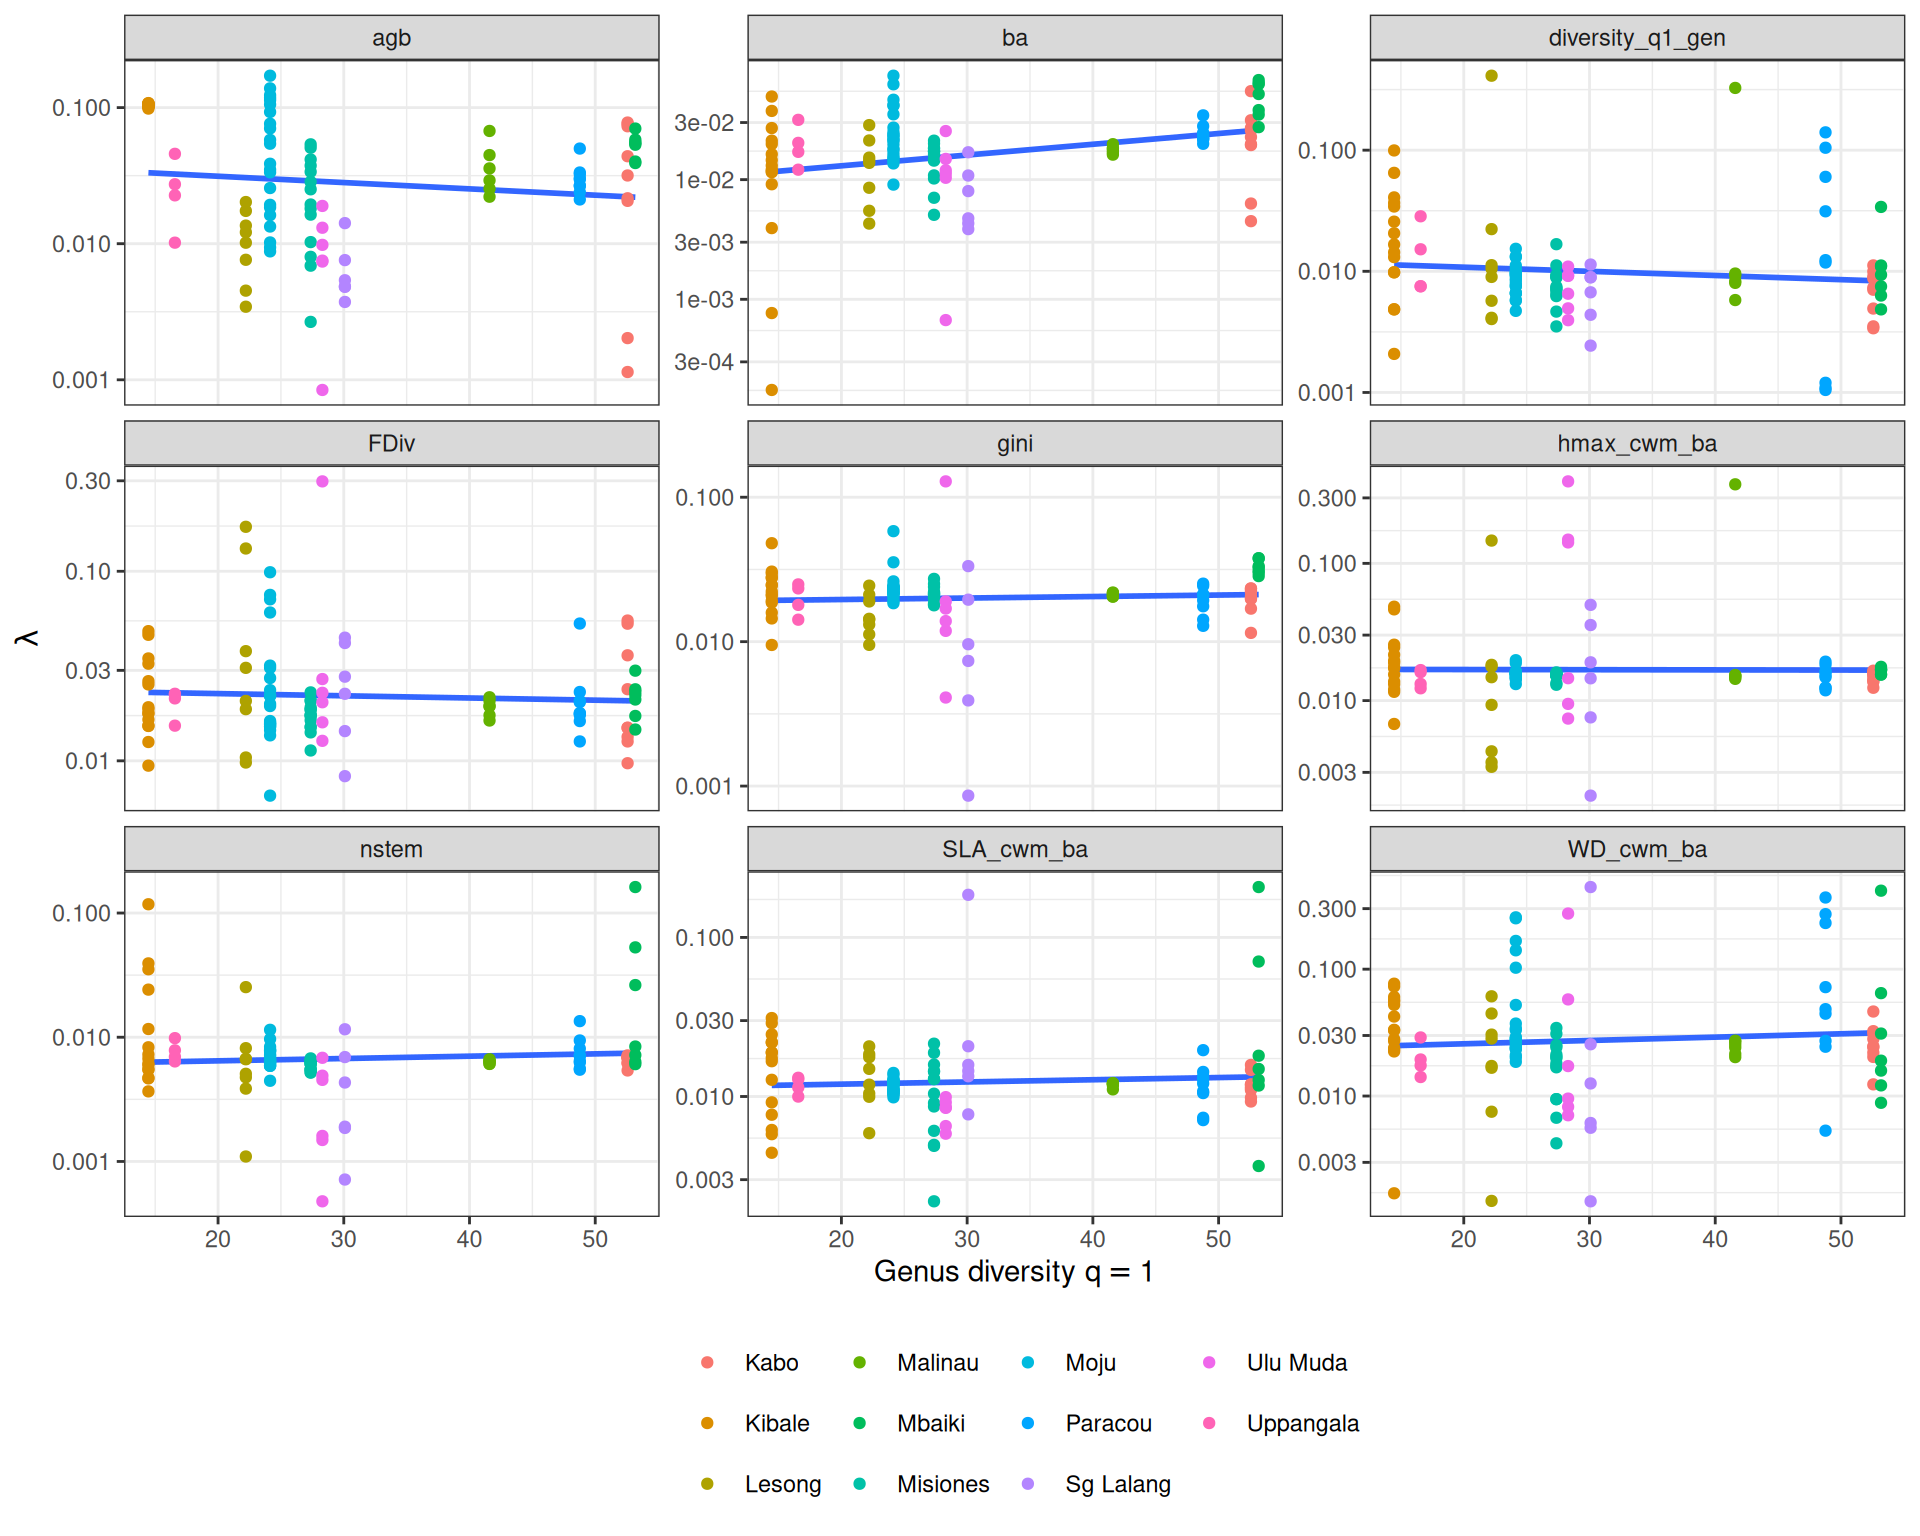 agb
ba
diversity_q1_gen
0.100
0.010
0.001
3e-02
1e-02
3e-03
1e-03
3e-04
0.100
0.010
0.001
FDiv
gini
hmax_cwm_ba
0.30
0.10
0.03
0.01
0.100
0.010
0.001
0.300
0.100
0.030
0.010
0.003
λ
nstem
SLA_cwm_ba
WD_cwm_ba
0.100
0.010
0.001
0.100
0.030
0.010
0.003
0.300
0.100
0.030
0.010
0.003
20 30 40 50
20 30 40 50
20 30 40 50
Genus diversity q = 1
Kabo Malinau Moju Ulu Muda
Kibale Mbaiki Paracou Uppangala
Lesong Misiones Sg Lalang